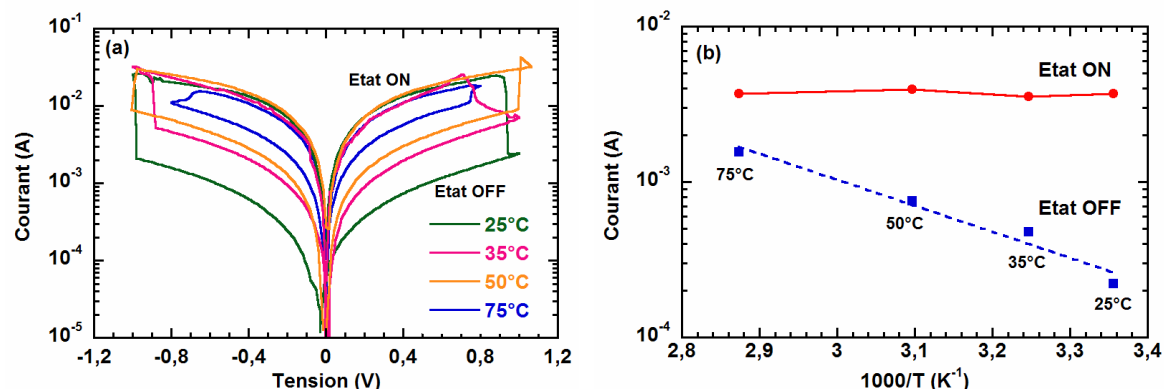 (a)
Etat ON
Etat OFF
25°C
35°C
50°C
75°C
10⁻¹
10⁻²
10⁻³
10⁻⁴
10⁻⁵
Courant (A)
-1,2 -0,8 -0,4 0 0,4 0,8 1,2
Tension (V)
(b)
Etat ON
Etat OFF
75°C
50°C
35°C
25°C
10⁻²
10⁻³
10⁻⁴
Courant (A)
2,8 2,9 3 3,1 3,2 3,3 3,4
1000/T (K⁻¹)